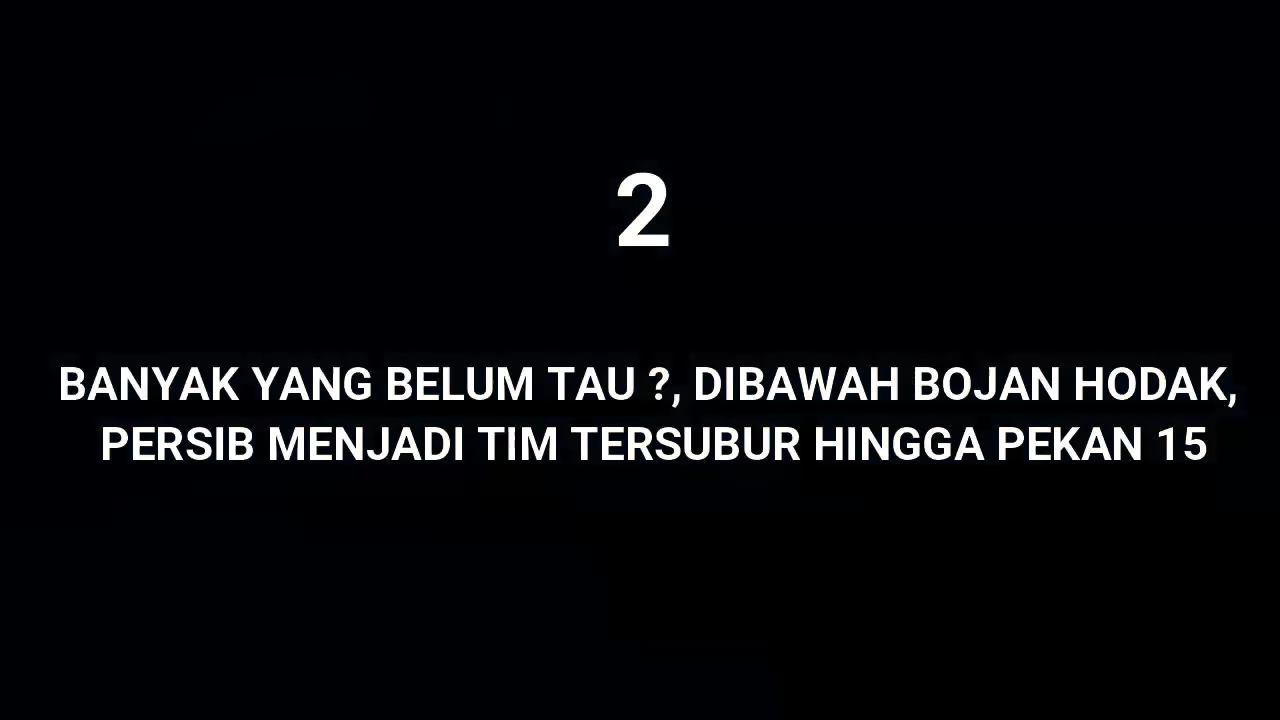 2
BANYAK YANG BELUM TAU ?, DIBAWAH BOJAN HODAK,
PERSIB MENJADI TIM TERSUBUR HINGGA PEKAN 15